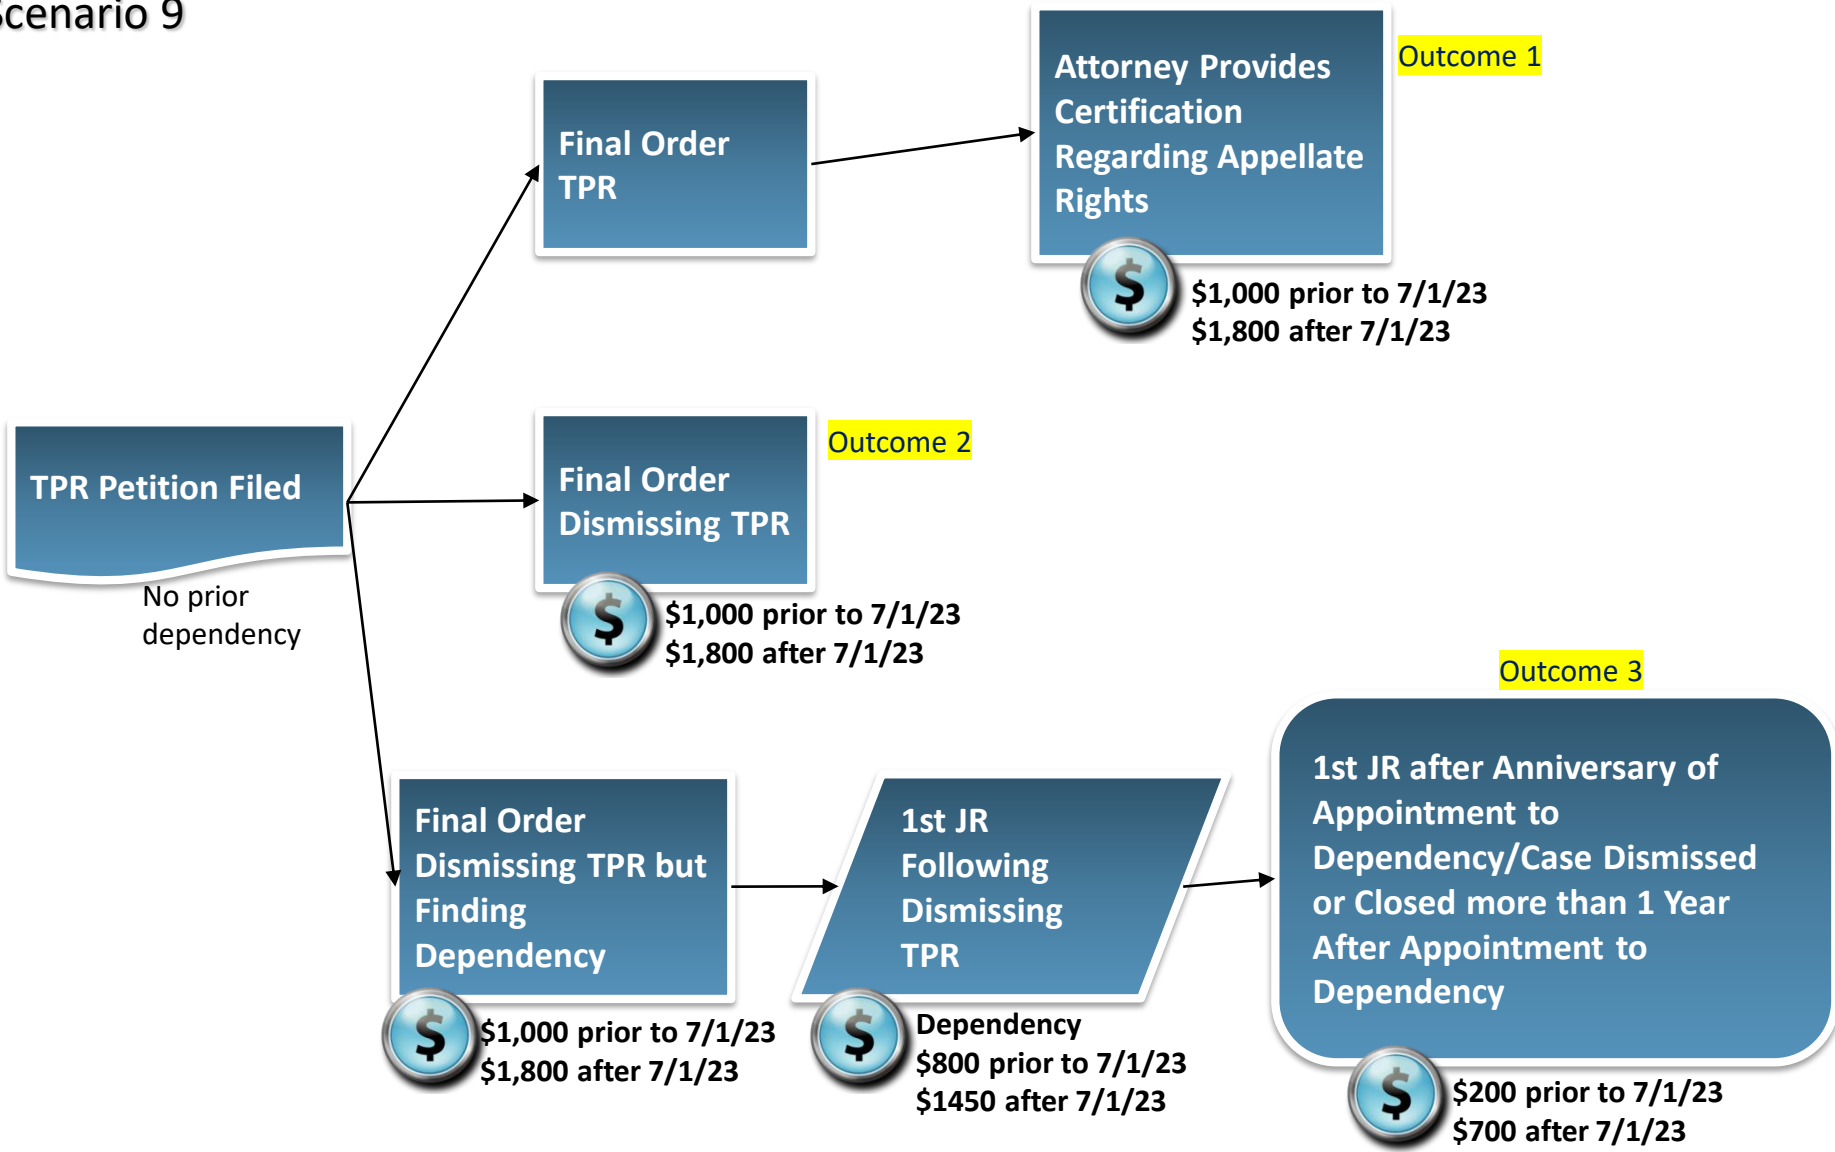 Scenario 9
Attorney Provides
Certification
Regarding Appellate
Rights
Outcome 1
$1,000 prior to 7/1/23
$1,800 after 7/1/23
Final Order
TPR
TPR Petition Filed
No prior
dependency
Final Order
Dismissing TPR
Outcome 2
$1,000 prior to 7/1/23
$1,800 after 7/1/23
Final Order
Dismissing TPR but
Finding
Dependency
$1,000 prior to 7/1/23
$1,800 after 7/1/23
1st JR
Following
Dismissing
TPR
Dependency
$800 prior to 7/1/23
$1450 after 7/1/23
Outcome 3
1st JR after Anniversary of
Appointment to
Dependency/Case Dismissed
or Closed more than 1 Year
After Appointment to
Dependency
$200 prior to 7/1/23
$700 after 7/1/23